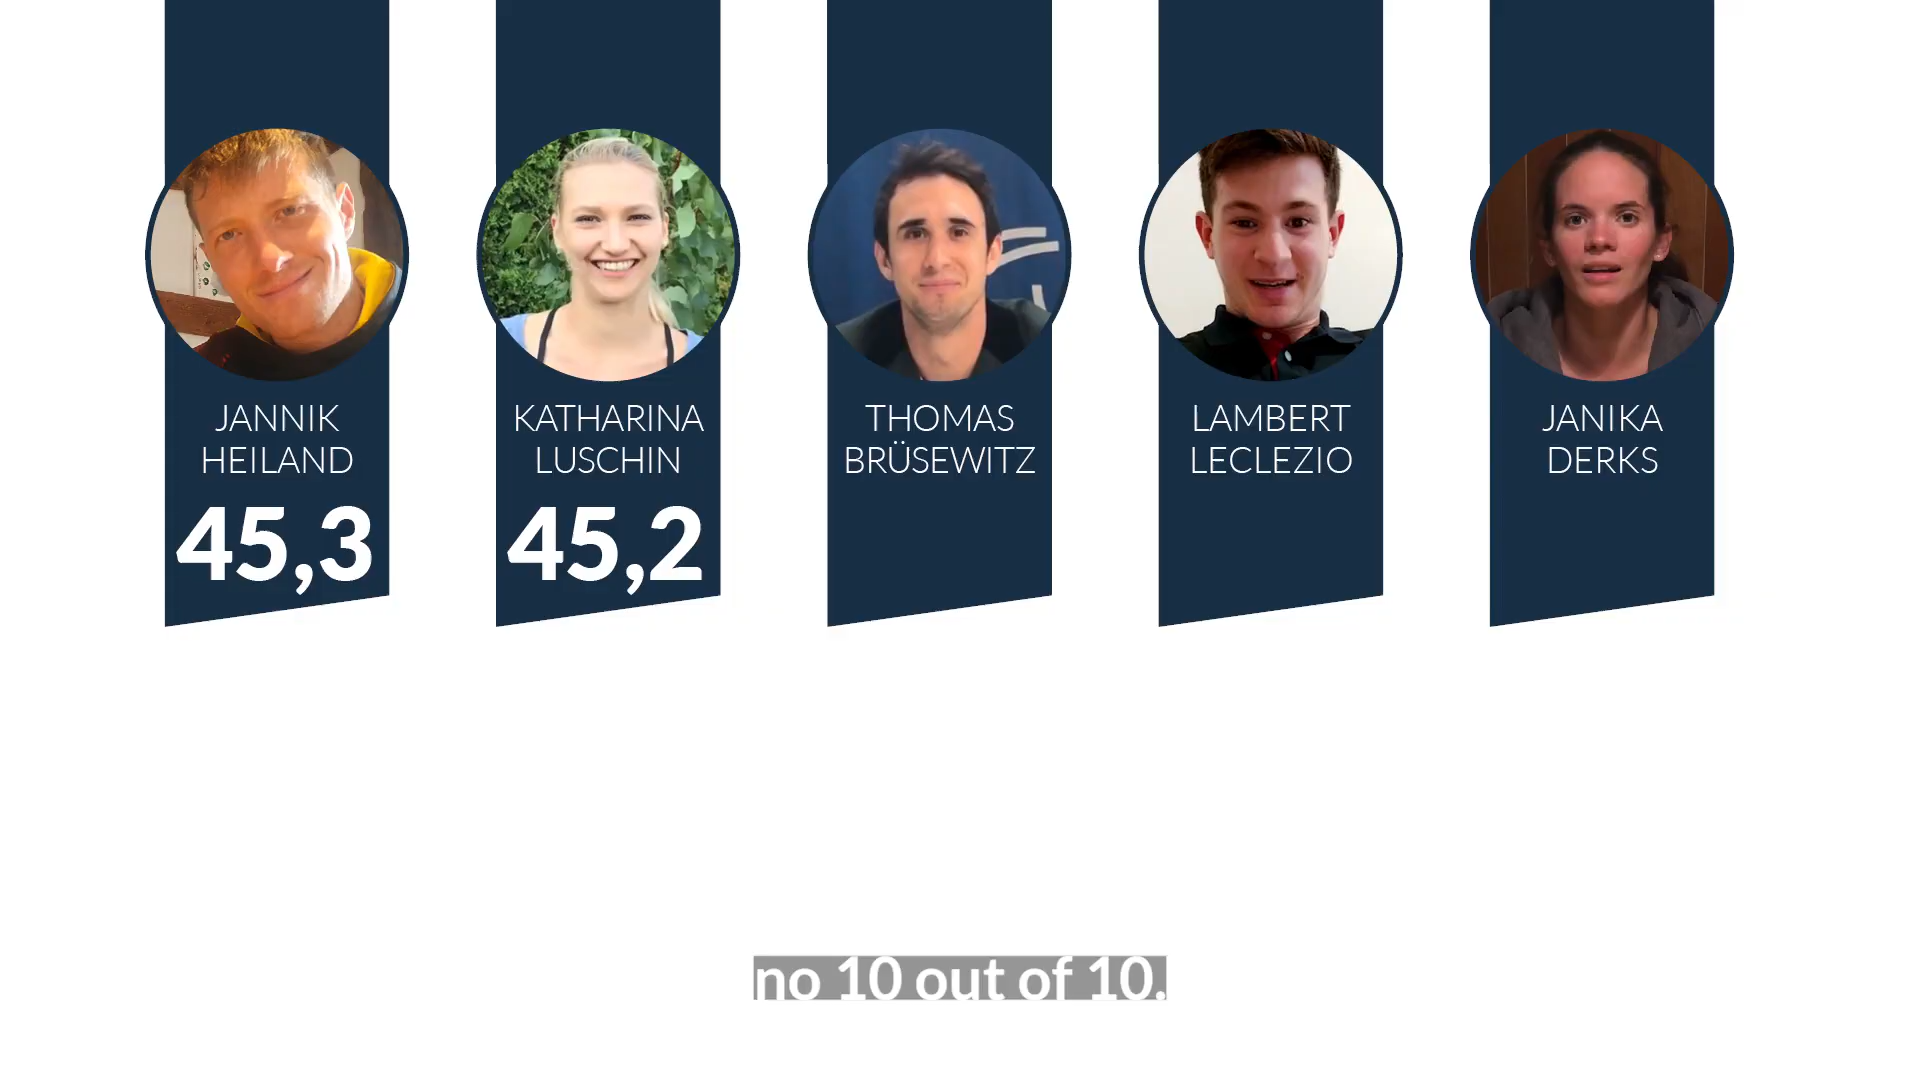 JANNIK
HEILAND
45,3
KATHARINA
LUSCHIN
45,2
THOMAS
BRÜSEWITZ
LAMBERT
LECLEZIO
JANIKA
DERKS
no 10 out of 10.